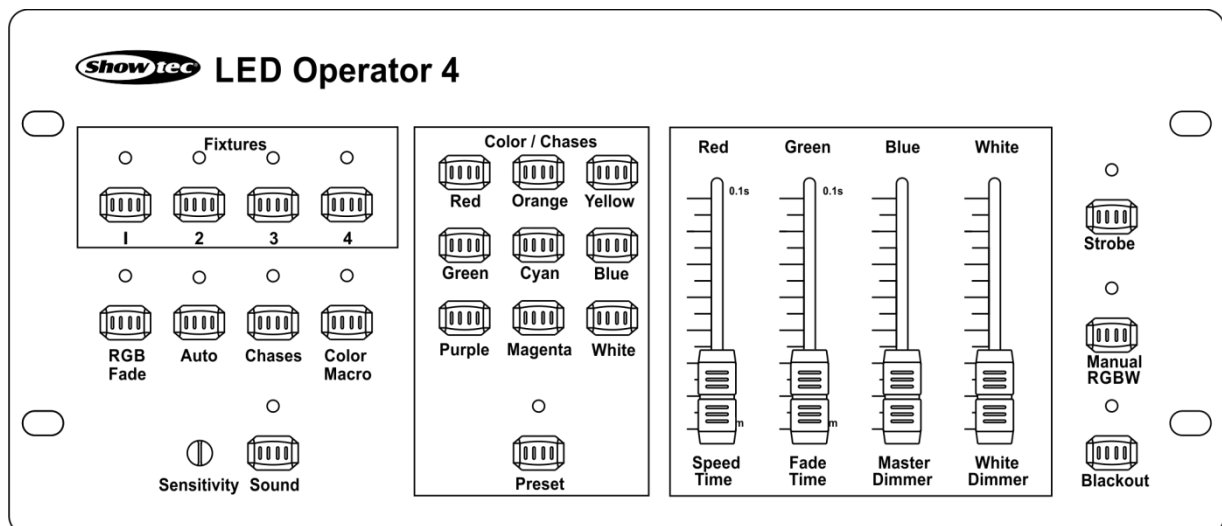 Showtec LED Operator 4
Fixtures
I 2 3 4
RGB Fade
Auto
Chases
Color Macro
Sensitivity
Sound
Color / Chases
Red Orange Yellow
Green Cyan Blue
Purple Magenta White
Preset
Red Green Blue White
0.1s 0.1s
m m
Speed Time
Fade Time
Master Dimmer
White Dimmer
Strobe
Manual RGBW
Blackout